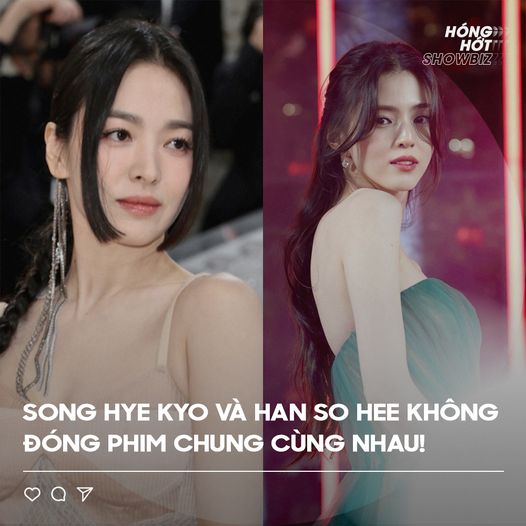 HÓNG
HỚT
SHOWBIZ
SONG HYE KYO VÀ HAN SO HEE KHÔNG
ĐÓNG PHIM CHUNG CÙNG NHAU!